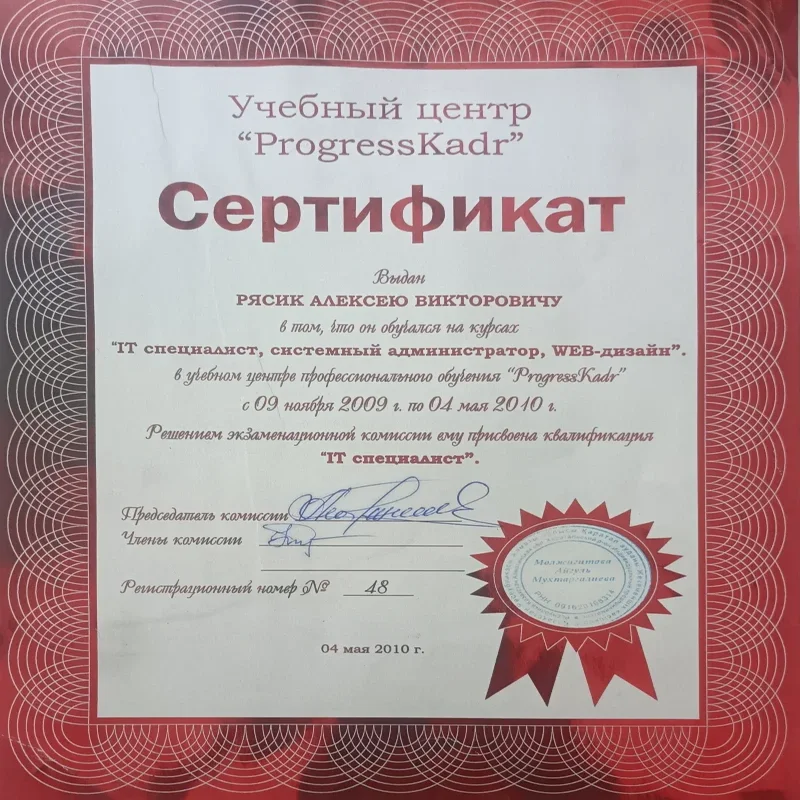 Учебный центр
“ProgressKadr”
Сертификат
Выдан
РЯСИК АЛЕКСЕЮ ВИКТОРОВИЧУ
в том, что он обучался на курсах
“IT специалист, системный администратор, WEB-дизайн”.
в учебном центре профессионального обучения “ProgressKadr”
с 09 ноября 2009 г. по 04 мая 2010 г.
Решением экзаменационной комиссии ему присвоена квалификация
“IT специалист”.
Председатель комиссии
Члены комиссии
Регистрационный номер № 48
04 мая 2010 г.
Айгуль